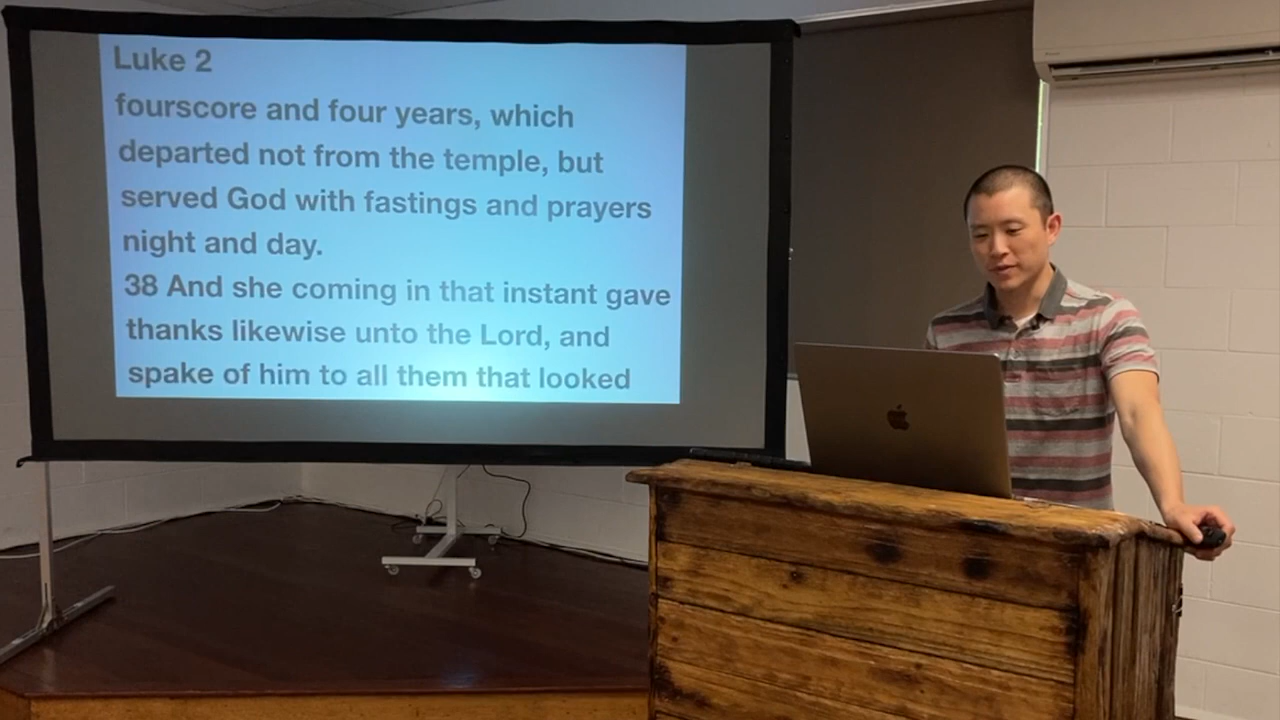 Luke 2
fourscore and four years, which
departed not from the temple, but
served God with fastings and prayers
night and day.
38 And she coming in that instant gave
thanks likewise unto the Lord, and
spake of him to all them that looked